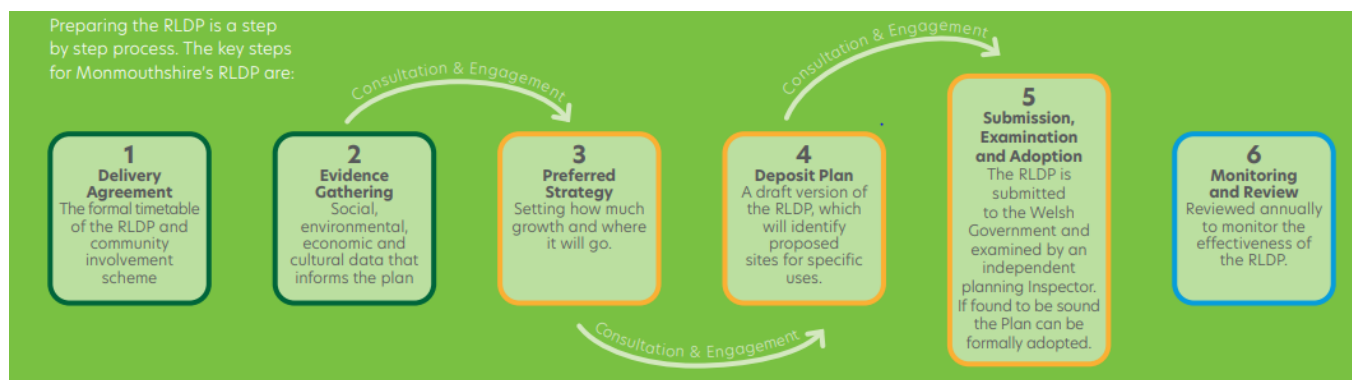 Preparing the RLDP is a step
by step process. The key steps
for Monmouthshire's RLDP are:
Consultation & Engagement
Consultation & Engagement
1
Delivery
Agreement
The formal timetable
of the RLDP and
community
involvement
scheme
2
Evidence
Gathering
Social,
environmental,
economic and
cultural data that
informs the plan
3
Preferred
Strategy
Setting how much
growth and where
it will go.
4
Deposit Plan
A draft version of
the RLDP, which
will identify
proposed
sites for specific
uses.
5
Submission,
Examination
and Adoption
The RLDP is
submitted
to the Welsh
Government and
examined by an
independent
planning Inspector.
If found to be sound
the Plan can be
formally adopted.
6
Monitoring
and Review
Reviewed annually
to monitor the
effectiveness of
the RLDP.
Consultation & Engagement